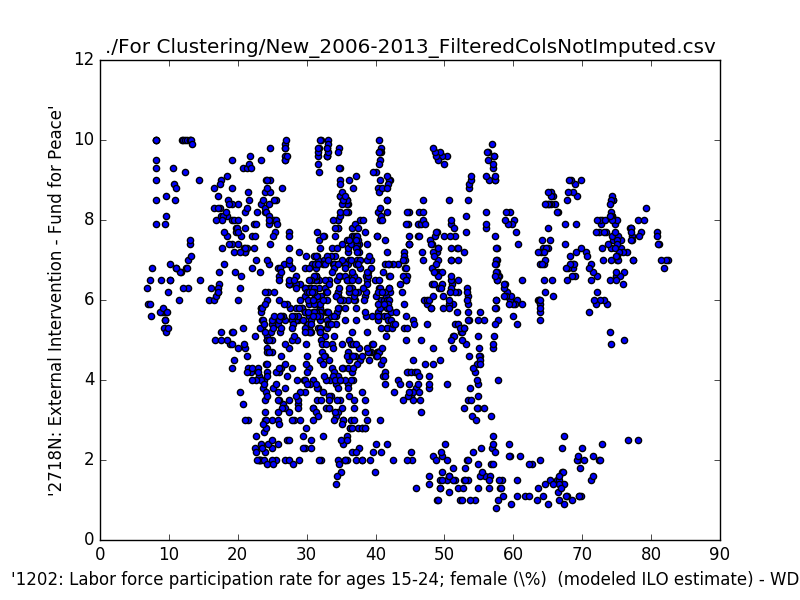 ./For Clustering/New_2006-2013_FilteredColsNotImputed.csv
12
10
8
6
4
2
0
'2718N: External Intervention - Fund for Peace'
0 10 20 30 40 50 60 70 80 90
'1202: Labor force participation rate for ages 15-24; female (\%) (modeled ILO estimate) - WD